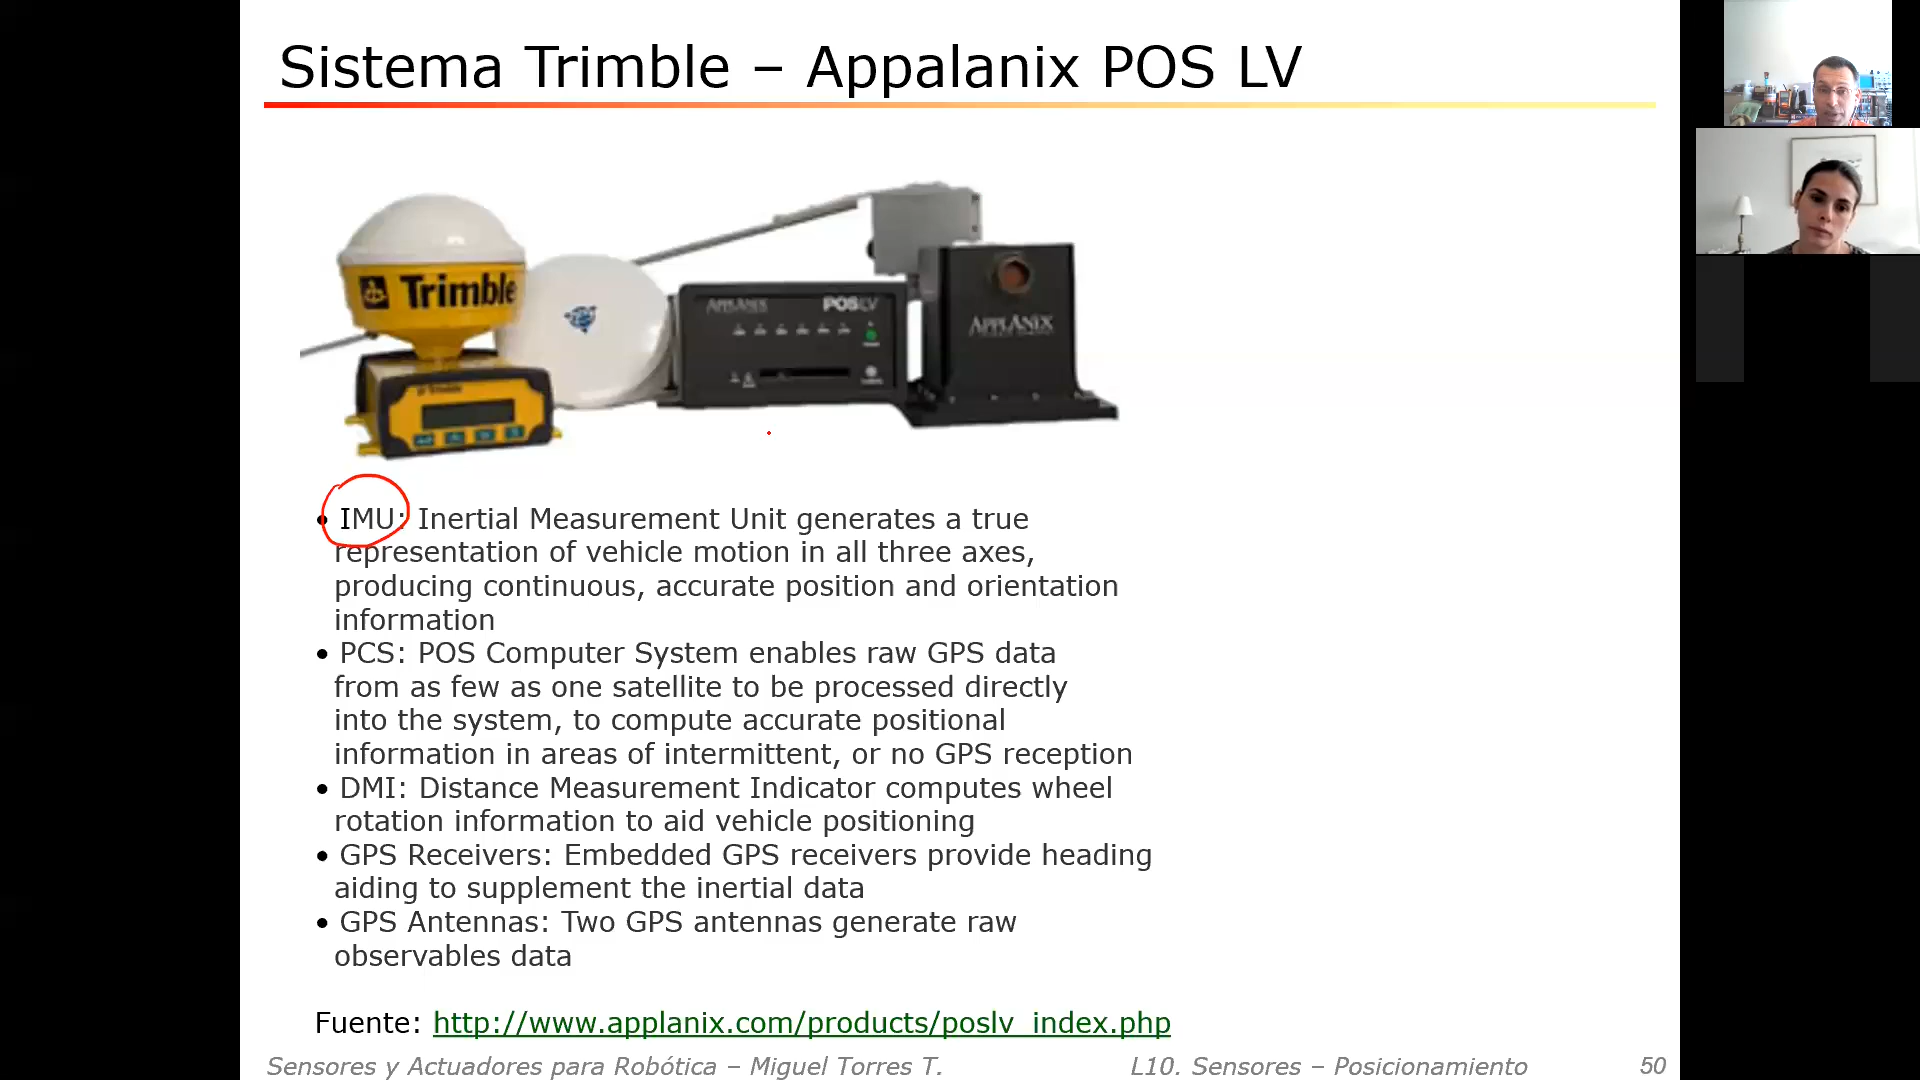 Sistema Trimble – Appalanix POS LV
Trimble
Trimble
APPLANIX
POSLV
APPLANIX
• IMU: Inertial Measurement Unit generates a true
representation of vehicle motion in all three axes,
producing continuous, accurate position and orientation
information
• PCS: POS Computer System enables raw GPS data
from as few as one satellite to be processed directly
into the system, to compute accurate positional
information in areas of intermittent, or no GPS reception
• DMI: Distance Measurement Indicator computes wheel
rotation information to aid vehicle positioning
• GPS Receivers: Embedded GPS receivers provide heading
aiding to supplement the inertial data
• GPS Antennas: Two GPS antennas generate raw
observables data
Fuente: http://www.applanix.com/products/poslv_index.php
Sensores y Actuadores para Robótica – Miguel Torres T.
L10. Sensores – Posicionamiento
50